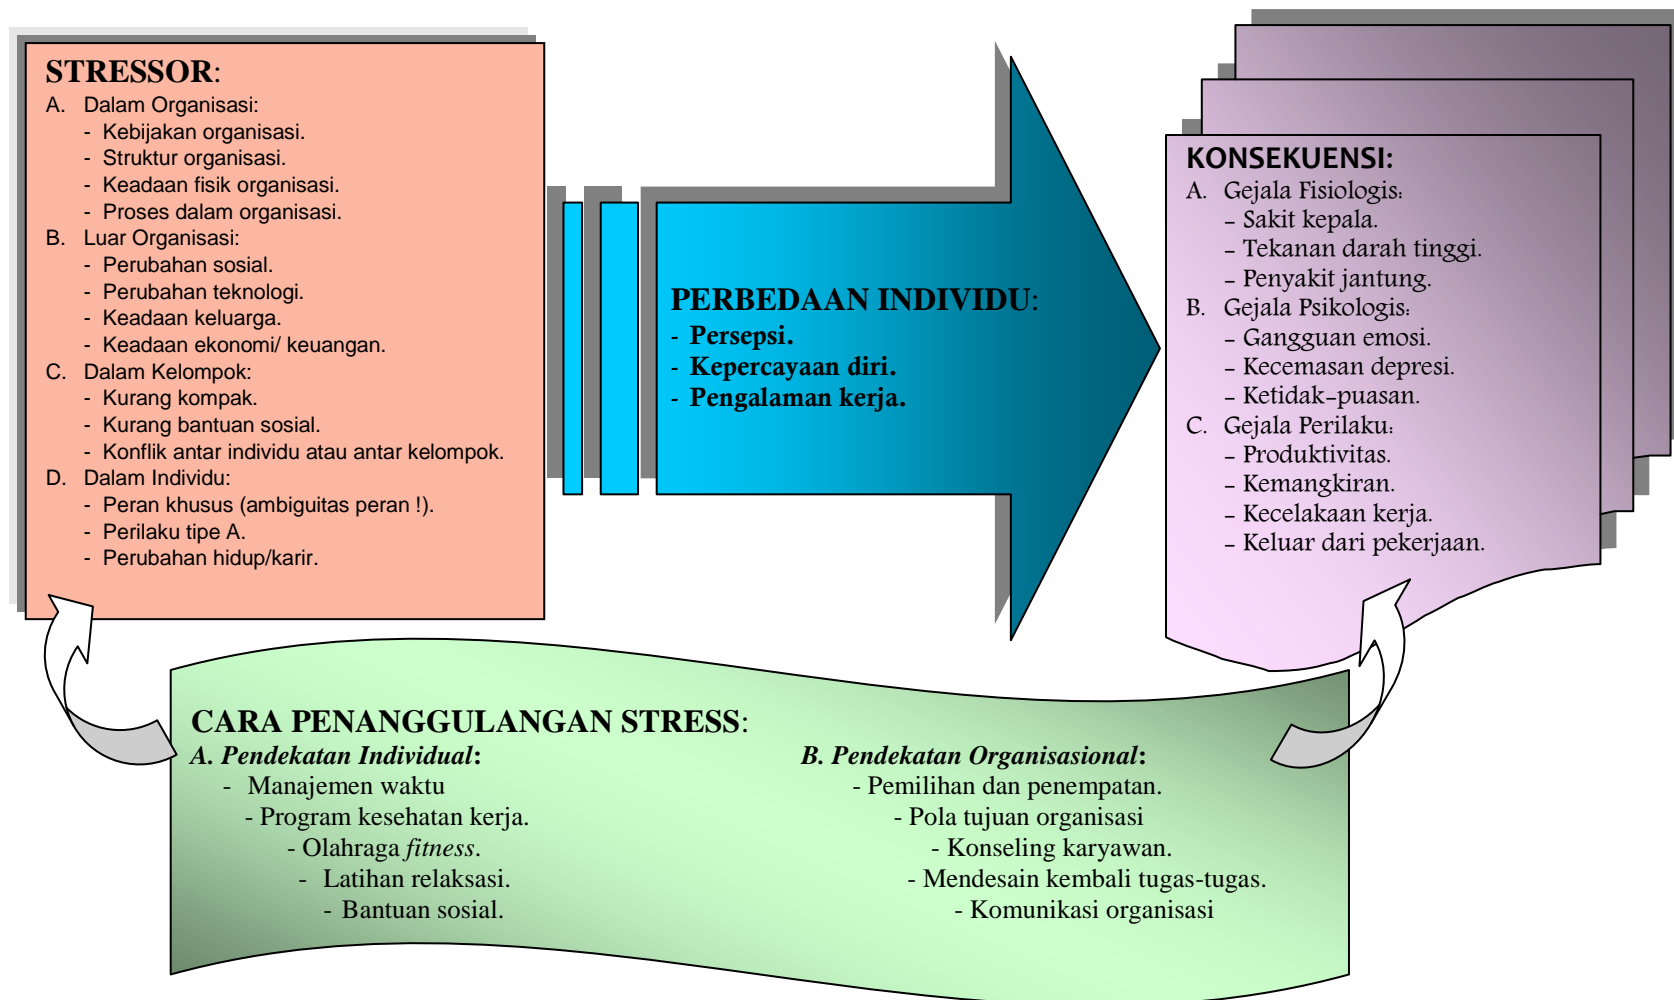 STRESSOR:
A. Dalam Organisasi:
- Kebijakan organisasi.
- Struktur organisasi.
- Keadaan fisik organisasi.
- Proses dalam organisasi.
B. Luar Organisasi:
- Perubahan sosial.
- Perubahan teknologi.
- Keadaan keluarga.
- Keadaan ekonomi/ keuangan.
C. Dalam Kelompok:
- Kurang kompak.
- Kurang bantuan sosial.
- Konflik antar individu atau antar kelompok.
D. Dalam Individu:
- Peran khusus (ambiguitas peran !).
- Perilaku tipe A.
- Perubahan hidup/karir.
PERBEDAAN INDIVIDU:
- Persepsi.
- Kepercayaan diri.
- Pengalaman kerja.
KONSEKUENSI:
A. Gejala Fisiologis:
- Sakit kepala.
- Tekanan darah tinggi.
- Penyakit jantung.
B. Gejala Psikologis:
- Gangguan emosi.
- Kecemasan depresi.
- Ketidak-puasan.
C. Gejala Perilaku:
- Produktivitas.
- Kemangkiran.
- Kecelakaan kerja.
- Keluar dari pekerjaan.
CARA PENANGGULANGAN STRESS:
A. Pendekatan Individual:
- Manajemen waktu
- Program kesehatan kerja.
- Olahraga fitness.
- Latihan relaksasi.
- Bantuan sosial.
B. Pendekatan Organisasional:
- Pemilihan dan penempatan.
- Pola tujuan organisasi
- Konseling karyawan.
- Mendesain kembali tugas-tugas.
- Komunikasi organisasi